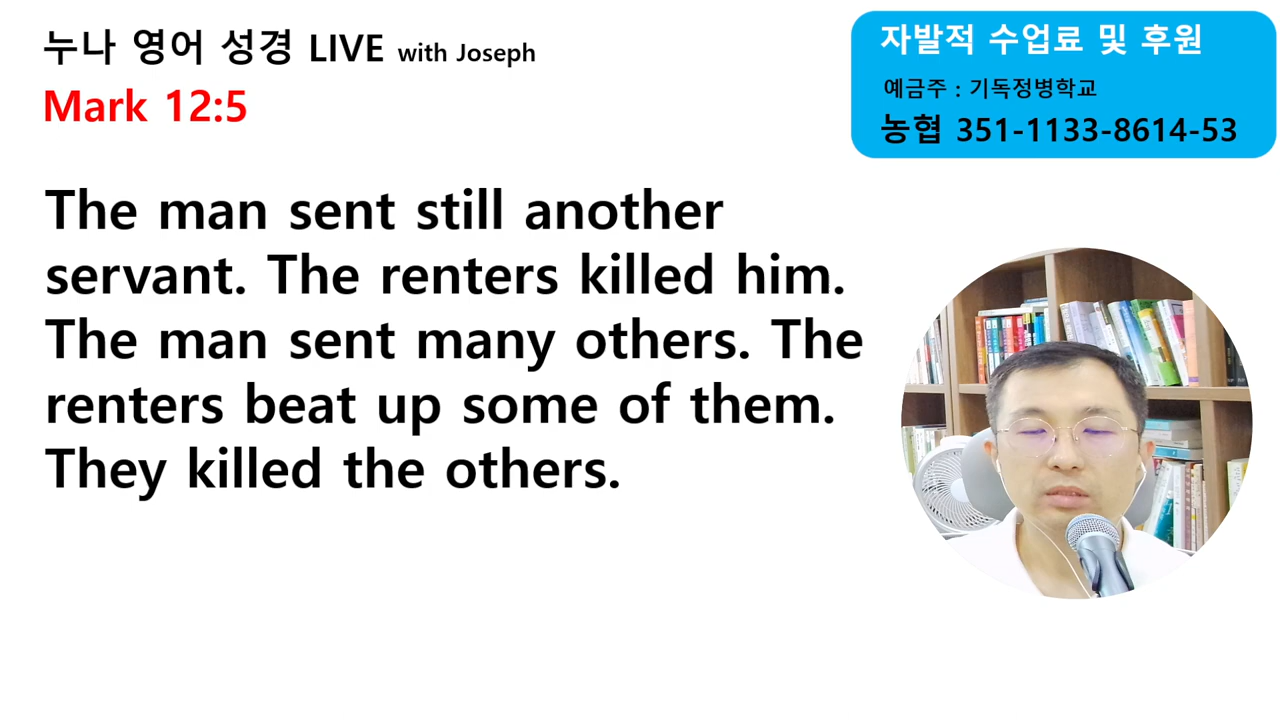 누나 영어 성경 LIVE with Joseph
Mark 12:5
자발적 수업료 및 후원
예금주 : 기독정병학교
농협 351-1133-8614-53
The man sent still another
servant. The renters killed him.
The man sent many others. The
renters beat up some of them.
They killed the others.